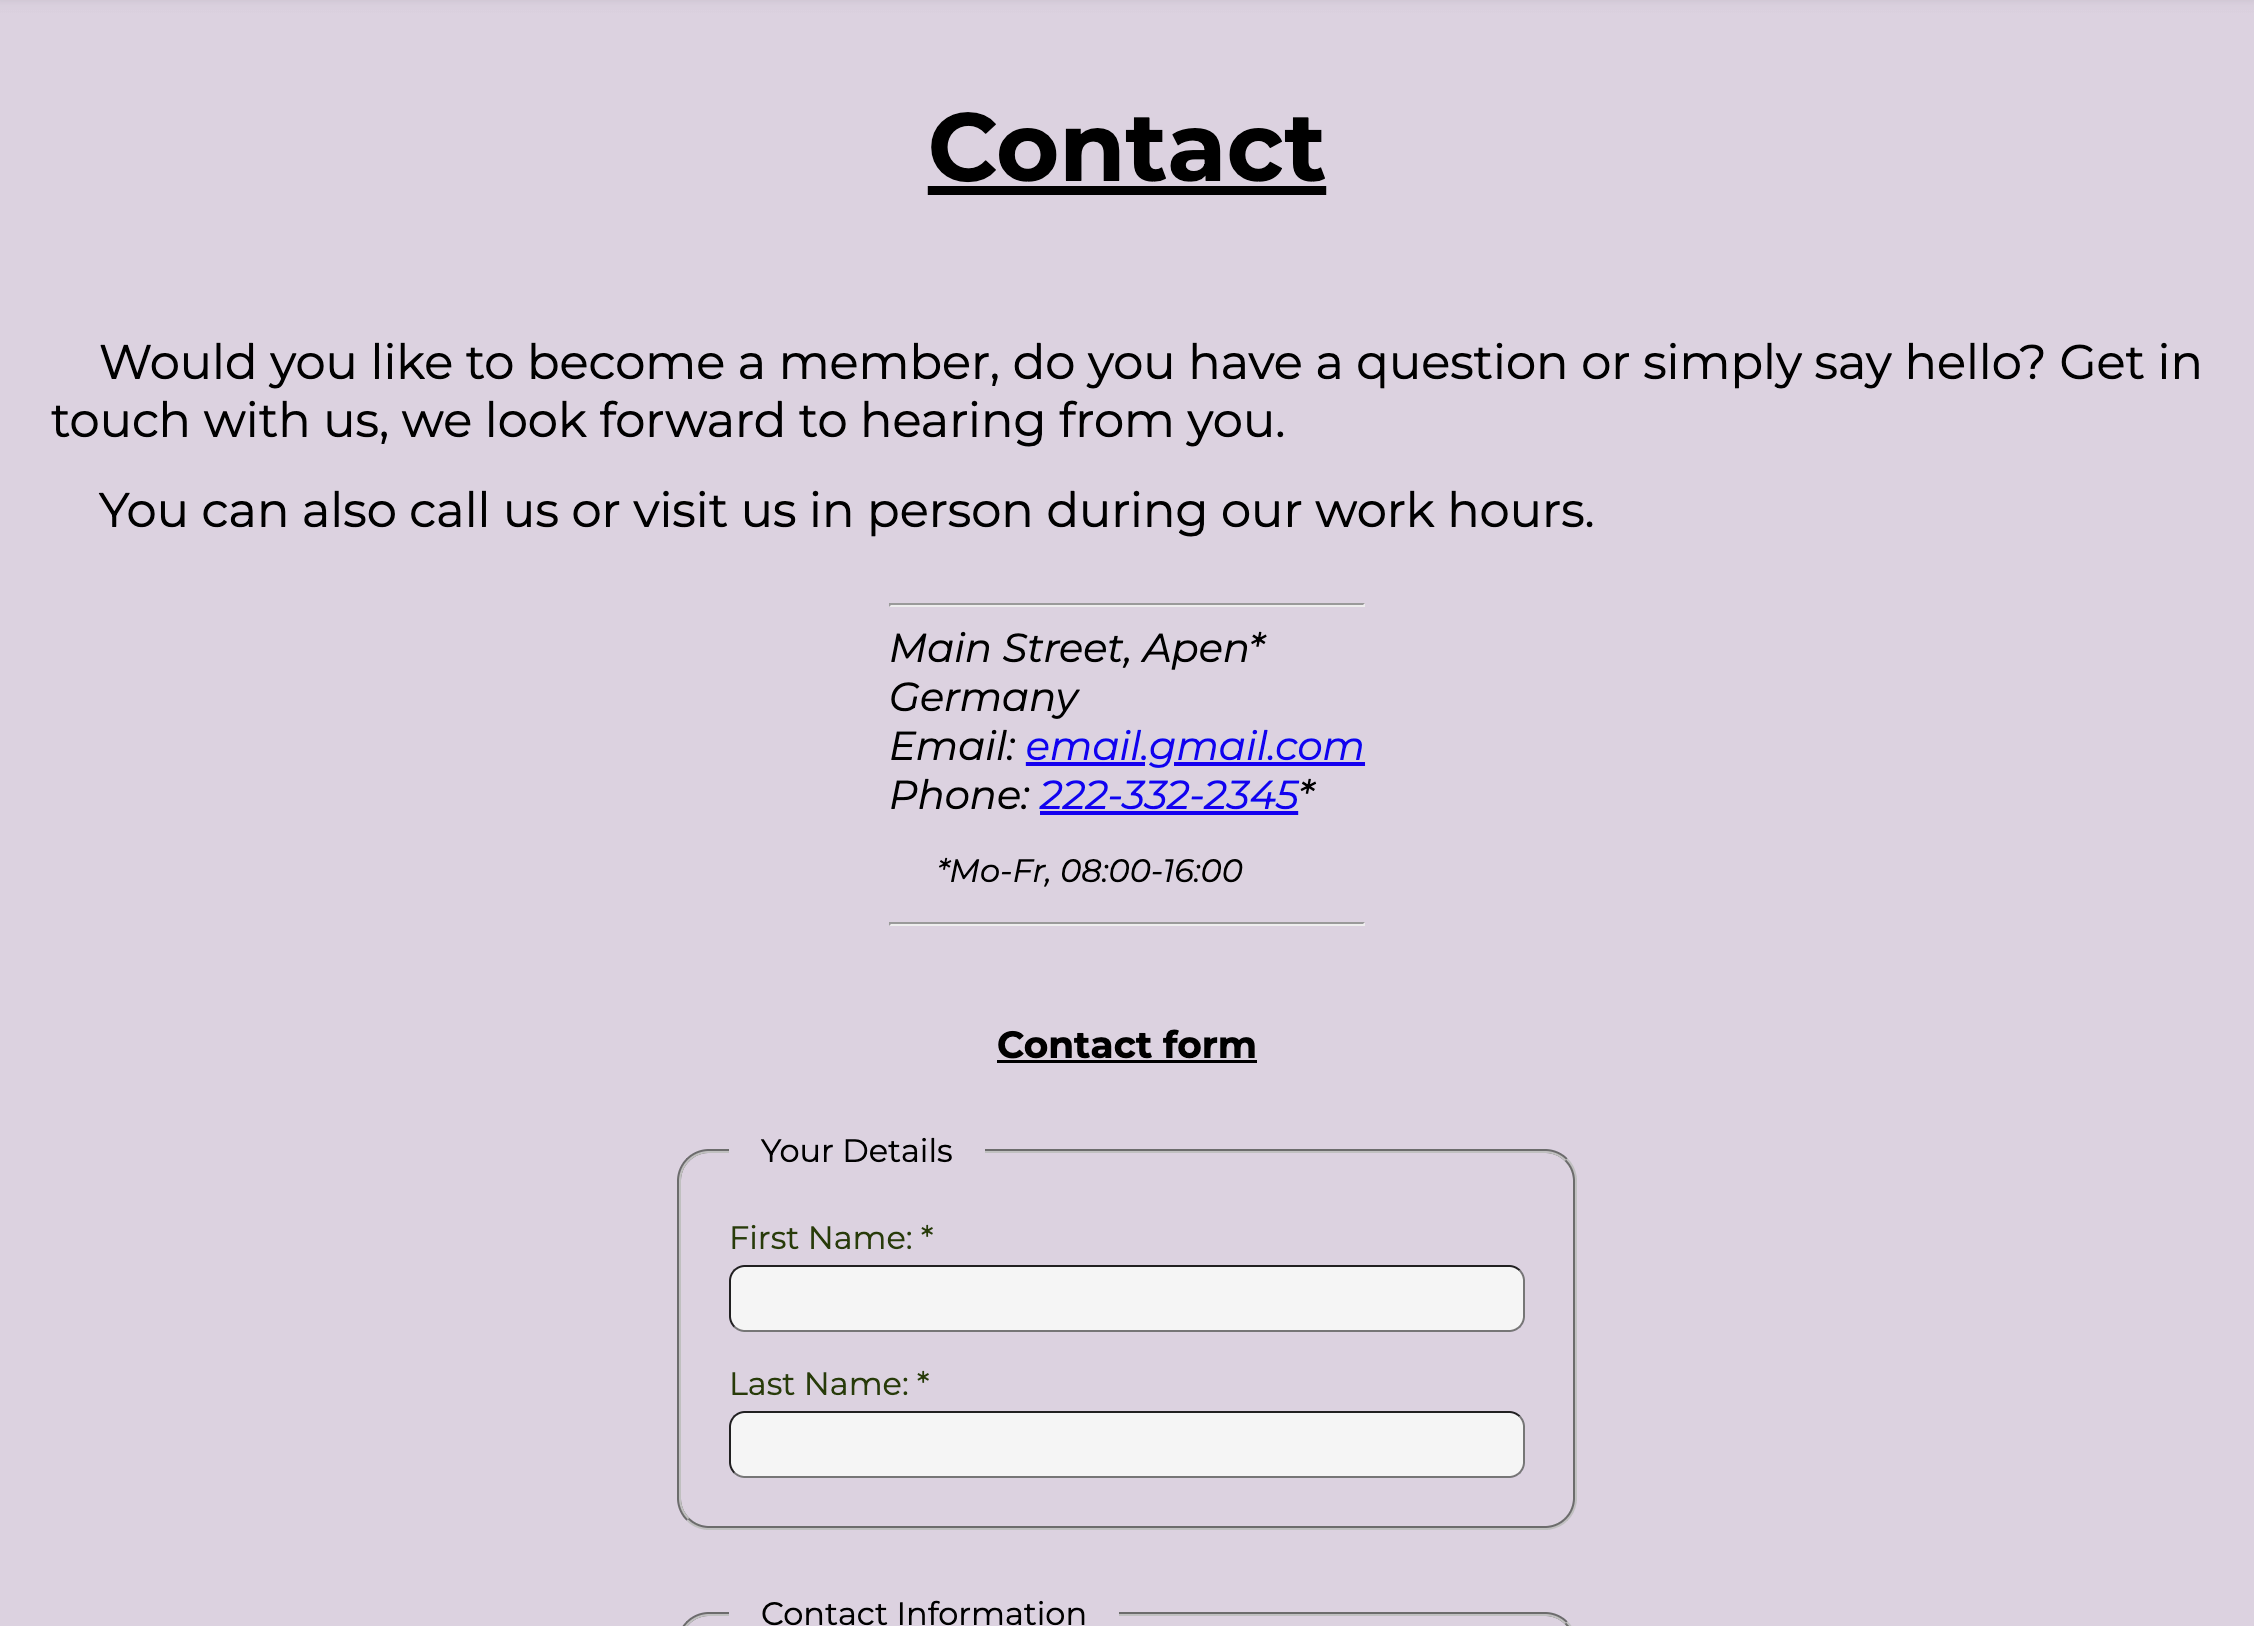 Contact
Would you like to become a member, do you have a question or simply say hello? Get in
touch with us, we look forward to hearing from you.
You can also call us or visit us in person during our work hours.
Main Street, Apen*
Germany
Email: email.gmail.com
Phone: 222-332-2345*
*Mo-Fr, 08:00-16:00
Contact form
Your Details
First Name: *
Last Name: *
Contact Information